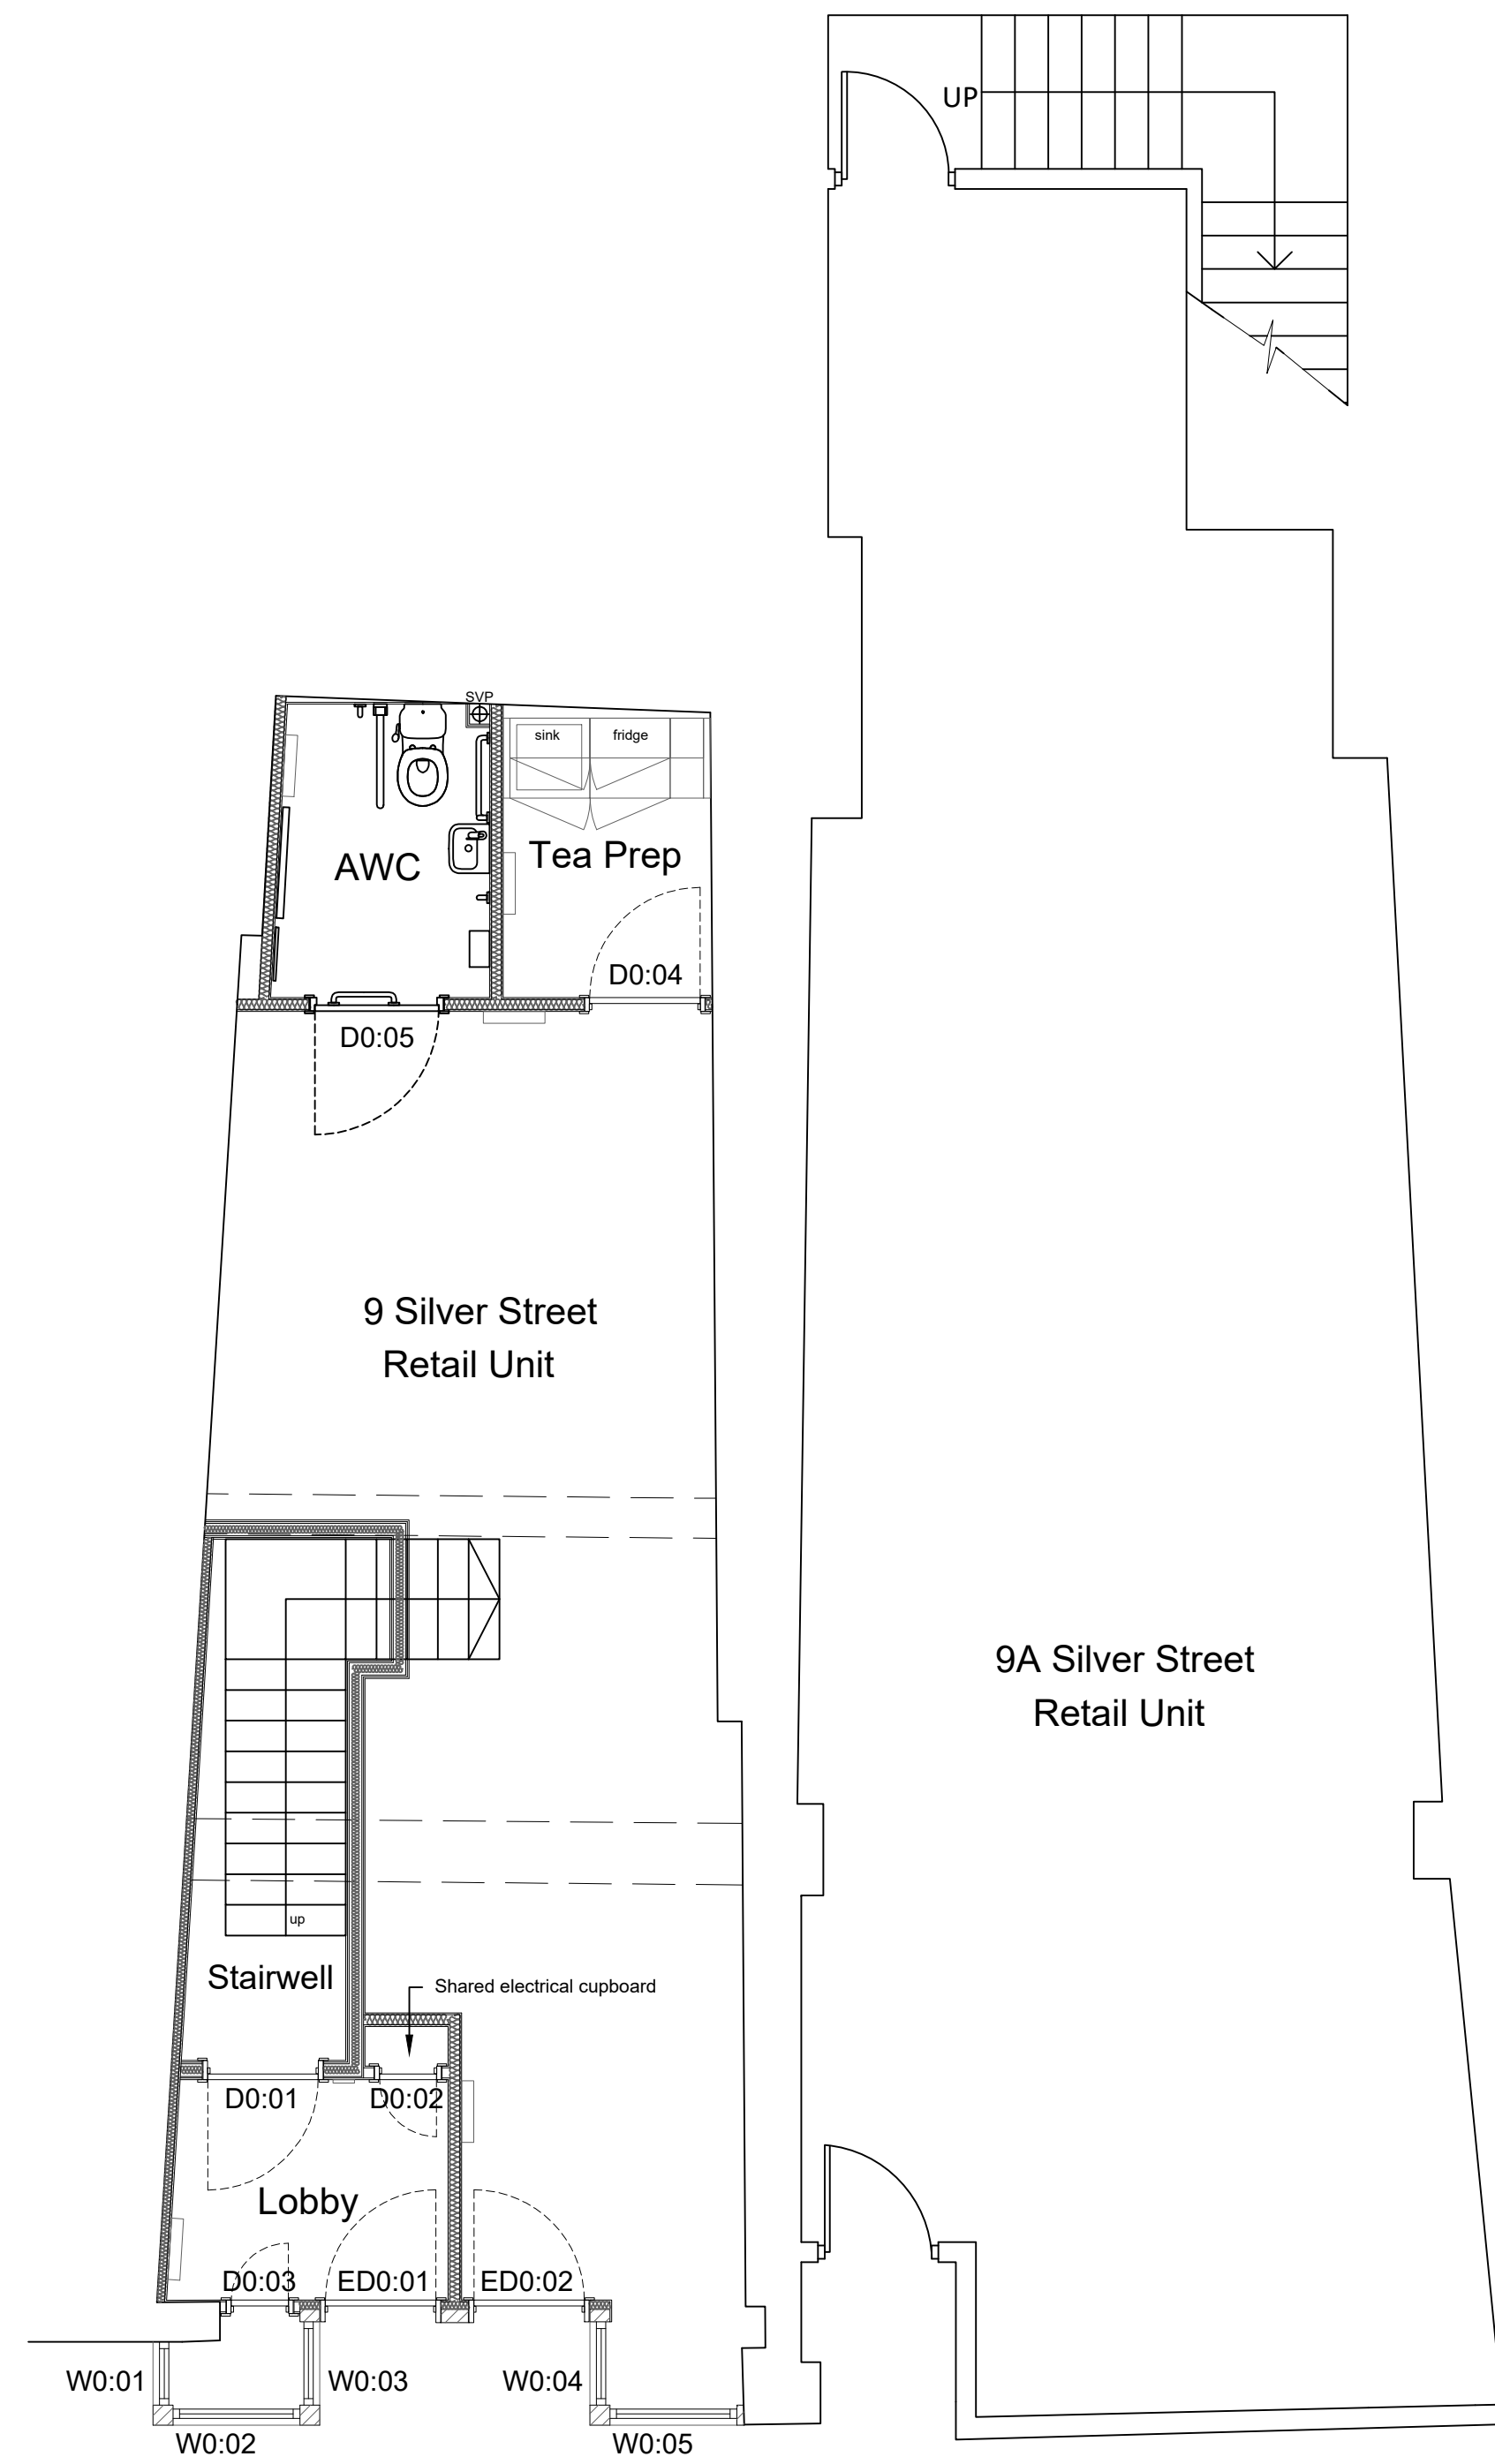 UP
SVP
sink
fridge
AWC
Tea Prep
D0:04
D0:05
9 Silver Street
Retail Unit
9A Silver Street
Retail Unit
up
Stairwell
Shared electrical cupboard
D0:01
D0:02
Lobby
D0:03
ED0:01
ED0:02
W0:01
W0:03
W0:04
W0:02
W0:05